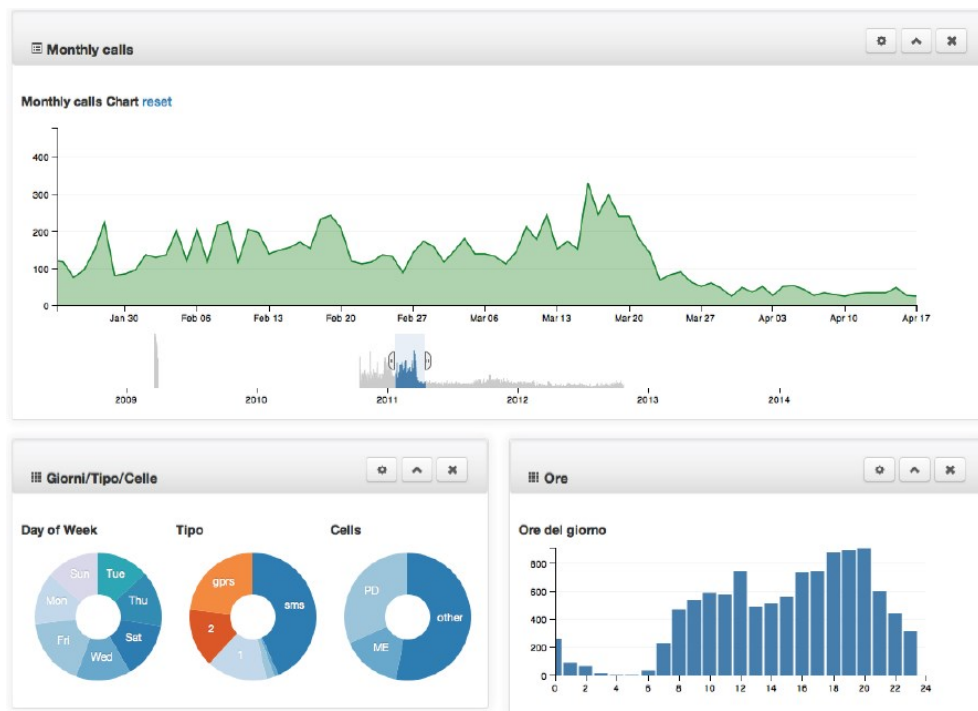 Monthly calls
Monthly calls Chart reset
400
300
200
100
0
Jan 30 Feb 06 Feb 13 Feb 20 Feb 27 Mar 06 Mar 13 Mar 20 Mar 27 Apr 03 Apr 10 Apr 17
2009 2010 2011 2012 2013 2014
Giorni/Tipo/Celle
Day of Week Tipo Cells
Sun Tue
Mon Thu
Fri Sat
Wed
gprs sms
2
1
PD other
ME
Ore
Ore del giorno
800
600
400
200
0
0 2 4 6 8 10 12 14 16 18 20 22 24